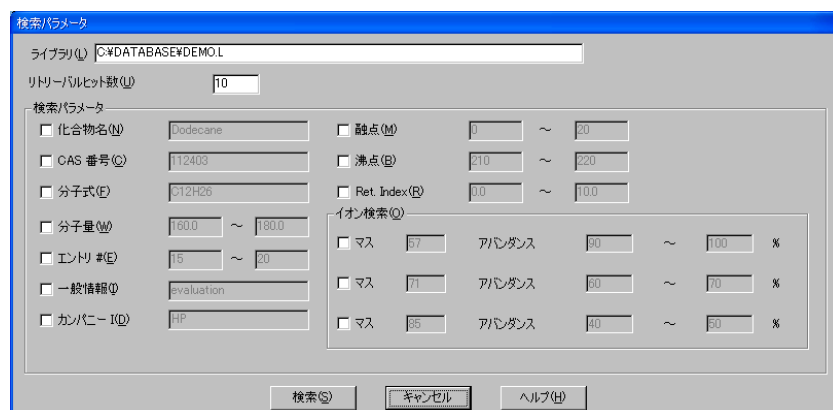 検索パラメータ
ライブラリ(L) C:¥DATABASE¥DEMO.L
リトリーバルヒット数(U) 10
検索パラメータ
化合物名(N) Dodecane
CAS 番号(C) 112403
分子式(F) C12H26
分子量(W) 160.0 ～ 180.0
エントリ #(E) 15 ～ 20
一般情報(I) evaluation
カンパニー I(D) HP
融点(M) 0 ～ 20
沸点(B) 210 ～ 220
Ret. Index(R) 0.0 ～ 10.0
イオン検索(O)
マス 57 アバンダンス 90 ～ 100 %
マス 71 アバンダンス 60 ～ 70 %
マス 85 アバンダンス 40 ～ 50 %
検索(S) キャンセル ヘルプ(H)